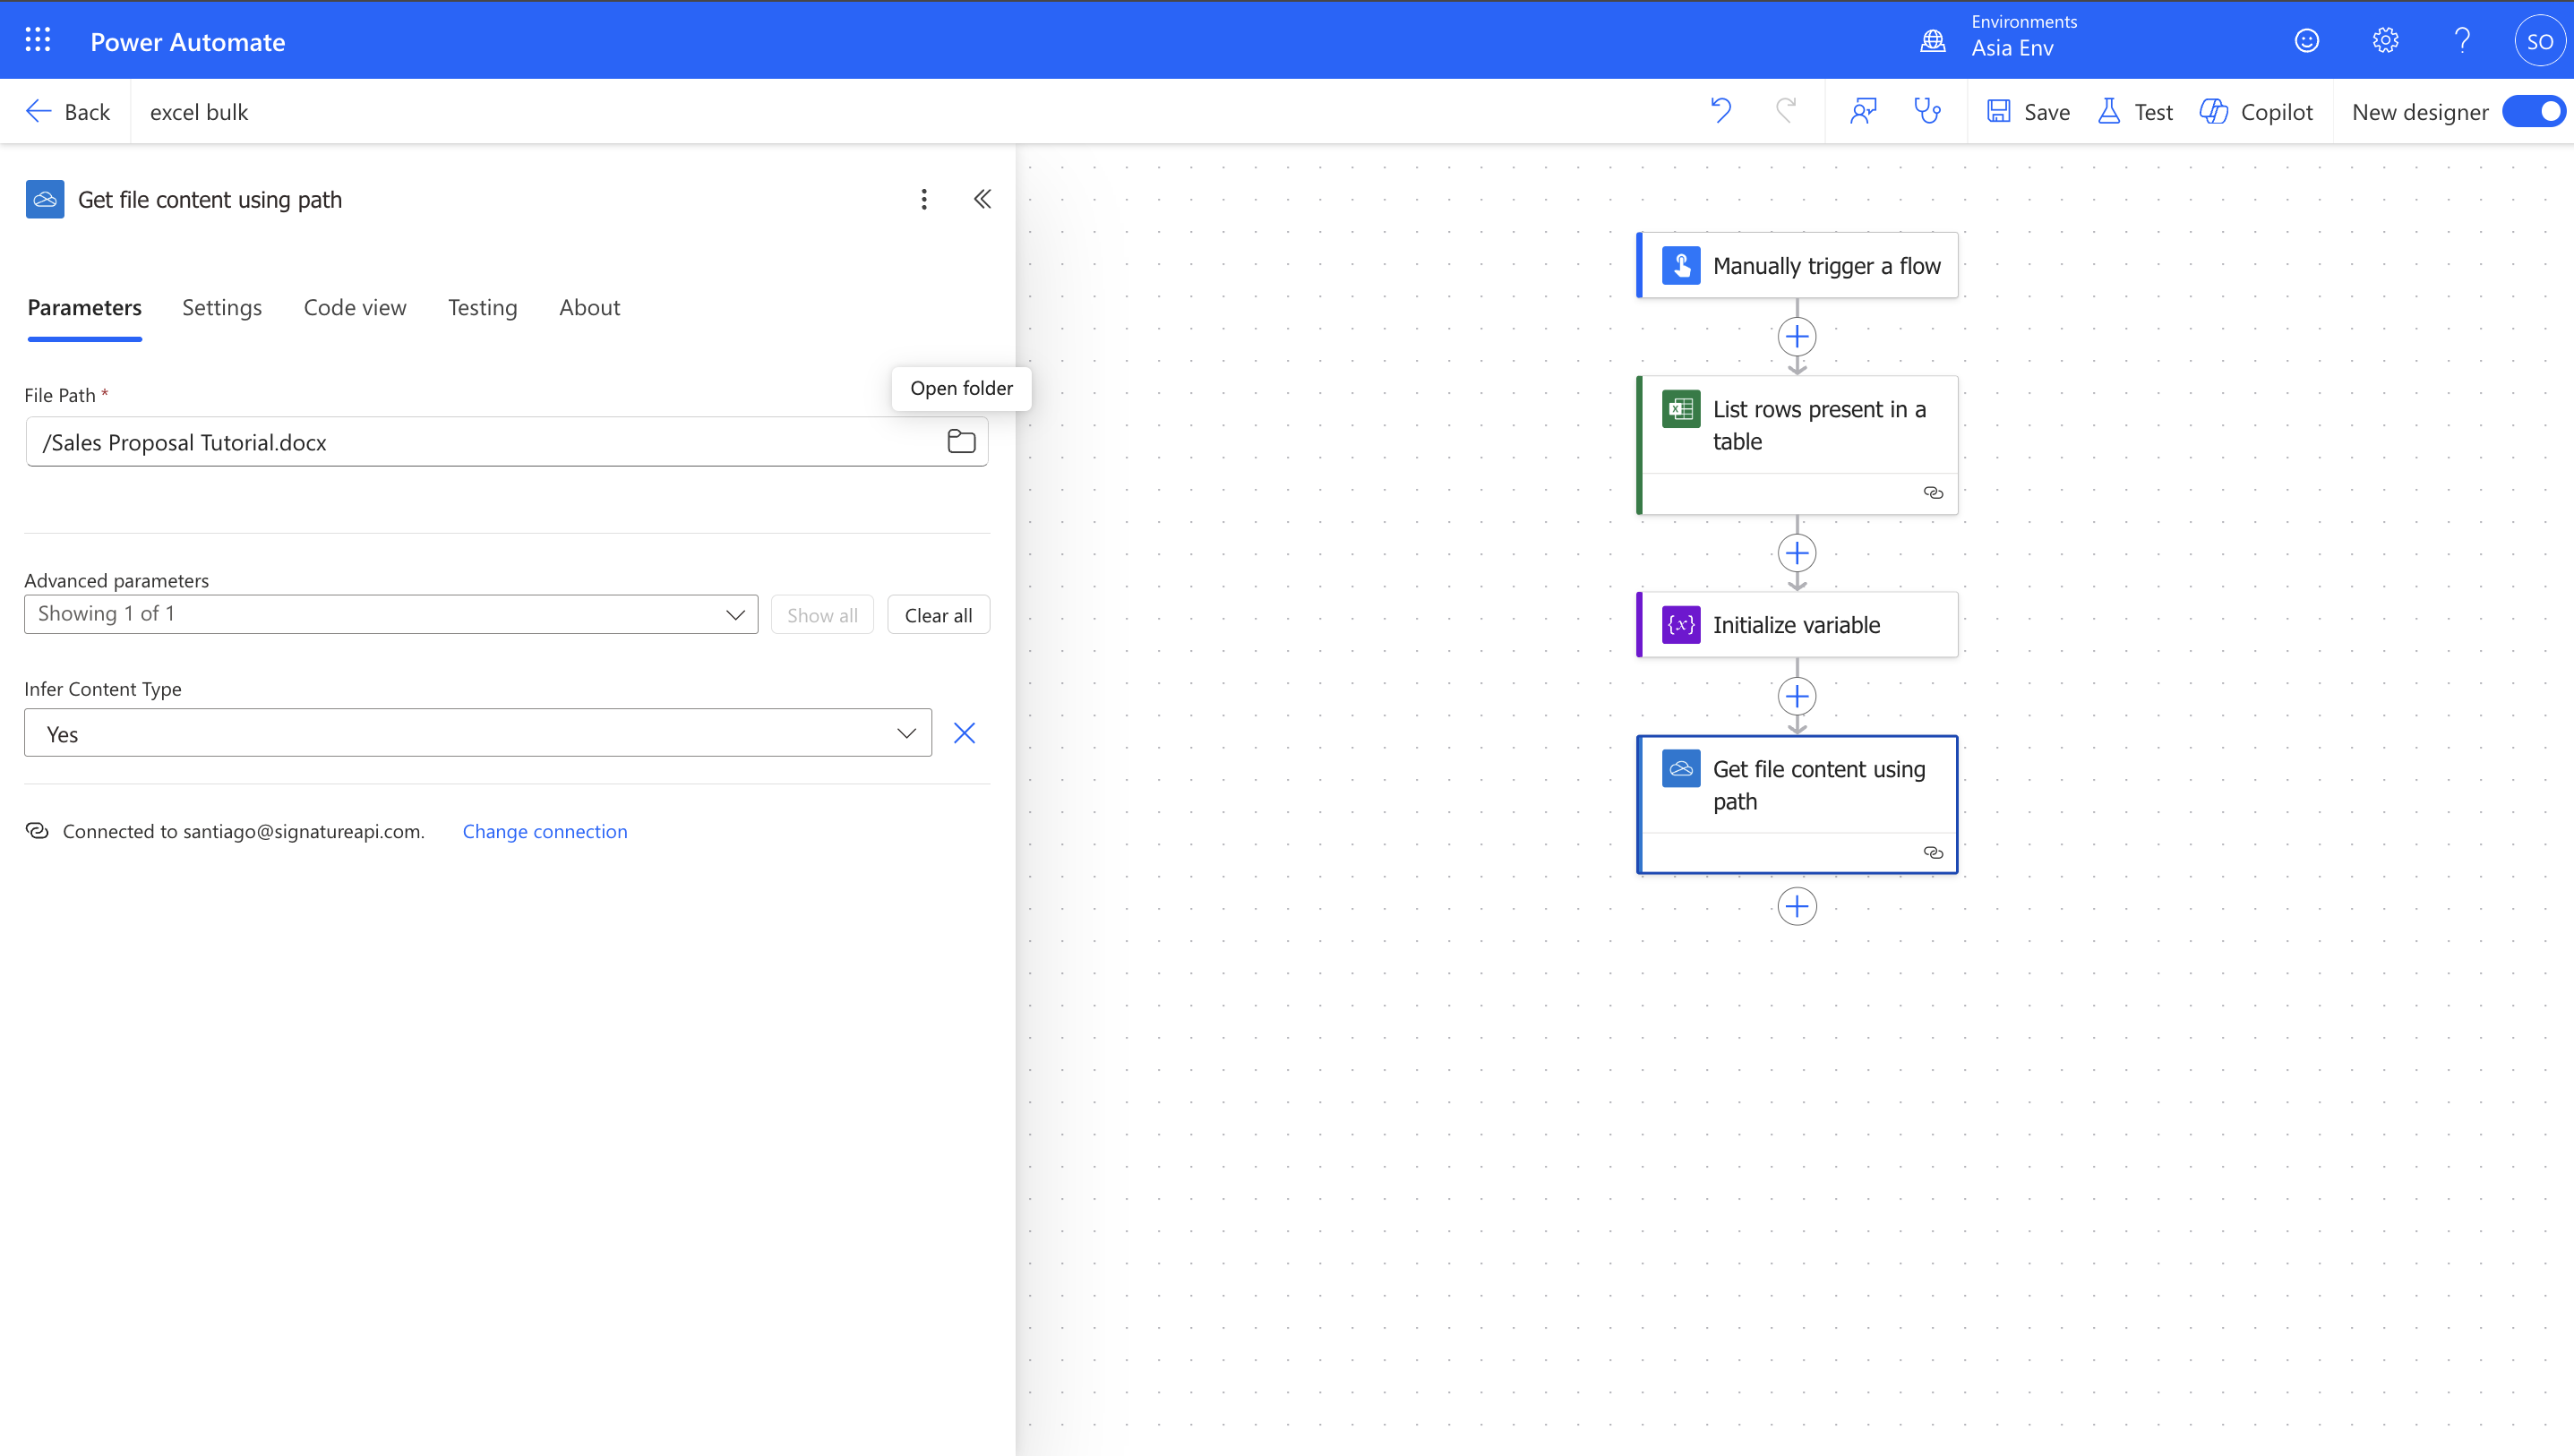 Power Automate
Environments
Asia Env
SO
Back
excel bulk
Save
Test
Copilot
New designer
Get file content using path
Parameters
Settings
Code view
Testing
About
Open folder
File Path *
/Sales Proposal Tutorial.docx
Advanced parameters
Showing 1 of 1
Show all
Clear all
Infer Content Type
Yes
Connected to santiago@signatureapi.com.
Change connection
Manually trigger a flow
List rows present in a
table
{x}
Initialize variable
Get file content using
path